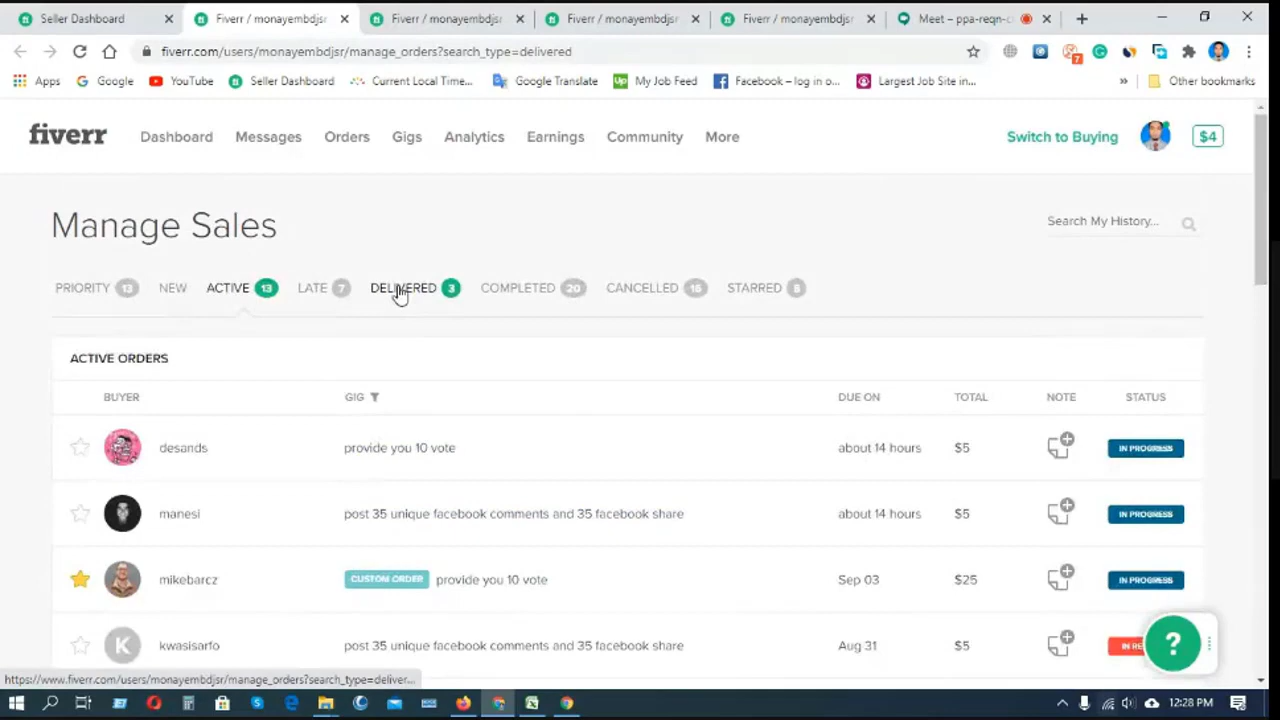 Seller Dashboard
Fiverr / monayembdjsr
Fiverr / monayembdjsr
Fiverr / monayembdjsr
Fiverr / monayembdjsr
Meet – ppa-reqn-
fiverr.com/users/monayembdjsr/manage_orders?search_type=delivered
7
Apps Google YouTube Seller Dashboard Current Local Time... Google Translate Up My Job Feed Facebook – log in o... Largest Job Site in... » Other bookmarks
fiverr Dashboard Messages Orders Gigs Analytics Earnings Community More Switch to Buying $4
Manage Sales
Search My History...
PRIORITY 13 NEW ACTIVE 13 LATE 7 DELIVERED 3 COMPLETED 20 CANCELLED 16 STARRED 8
ACTIVE ORDERS
BUYER GIG DUE ON TOTAL NOTE STATUS
desands provide you 10 vote about 14 hours $5 IN PROGRESS
manesi post 35 unique facebook comments and 35 facebook share about 14 hours $5 IN PROGRESS
mikebarcz CUSTOM ORDER provide you 10 vote Sep 03 $25 IN PROGRESS
K kwasisarfo post 35 unique facebook comments and 35 facebook share Aug 31 $5 IN RE
?
https://www.fiverr.com/users/monayembdjsr/manage_orders?search_type=deliver...
12:28 PM